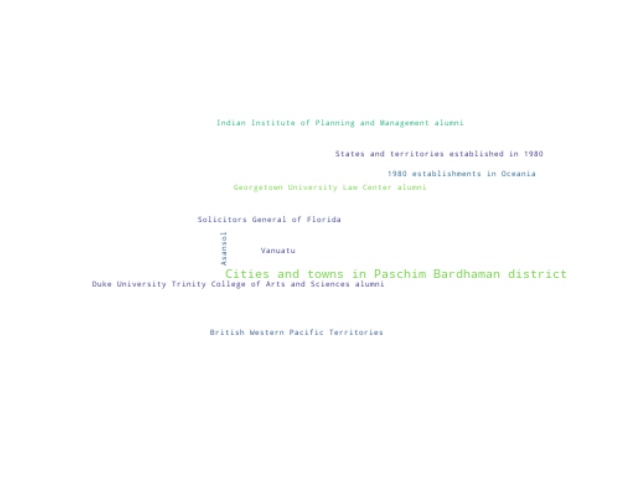 Indian Institute of Planning and Management alumni
States and territories established in 1980
1980 establishments in Oceania
Georgetown University Law Center alumni
Solicitors General of Florida
Asansol
Vanuatu
Cities and towns in Paschim Bardhaman district
Duke University Trinity College of Arts and Sciences alumni
British Western Pacific Territories